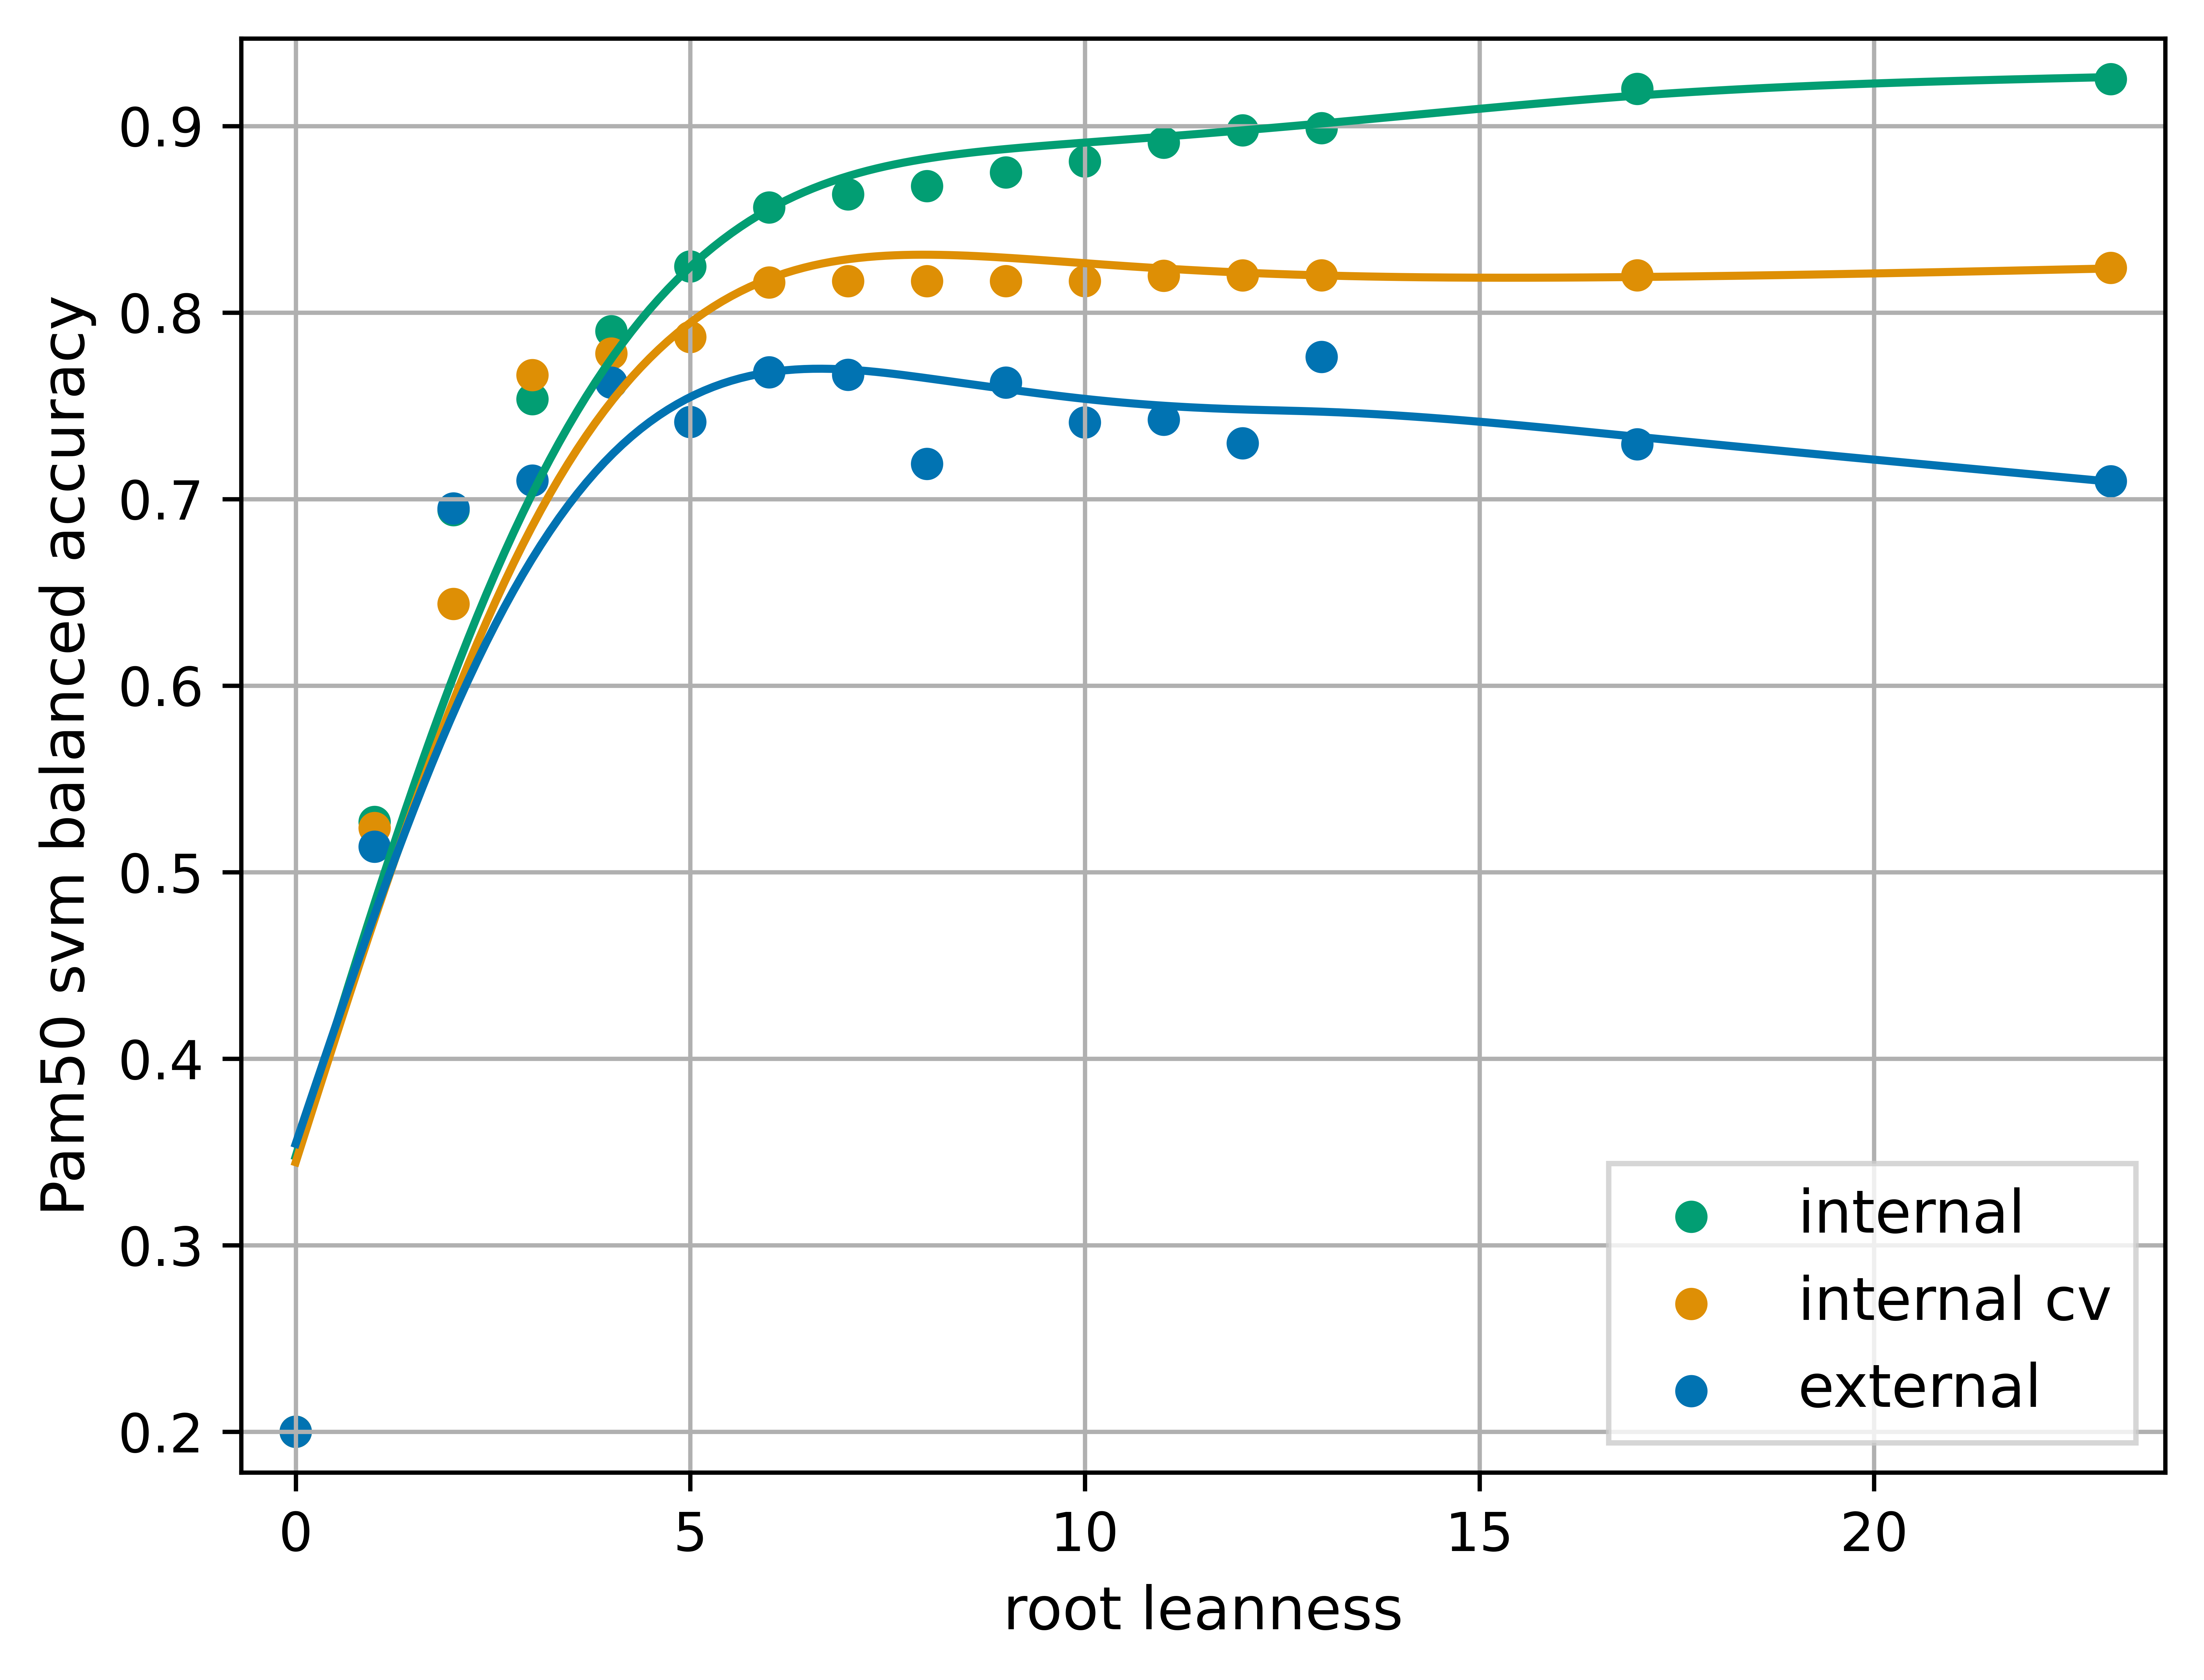 Pam50 svm balanced accuracy
0.9
0.8
0.7
0.6
0.5
0.4
0.3
0.2
0 5 10 15 20
root leanness
internal
internal cv
external